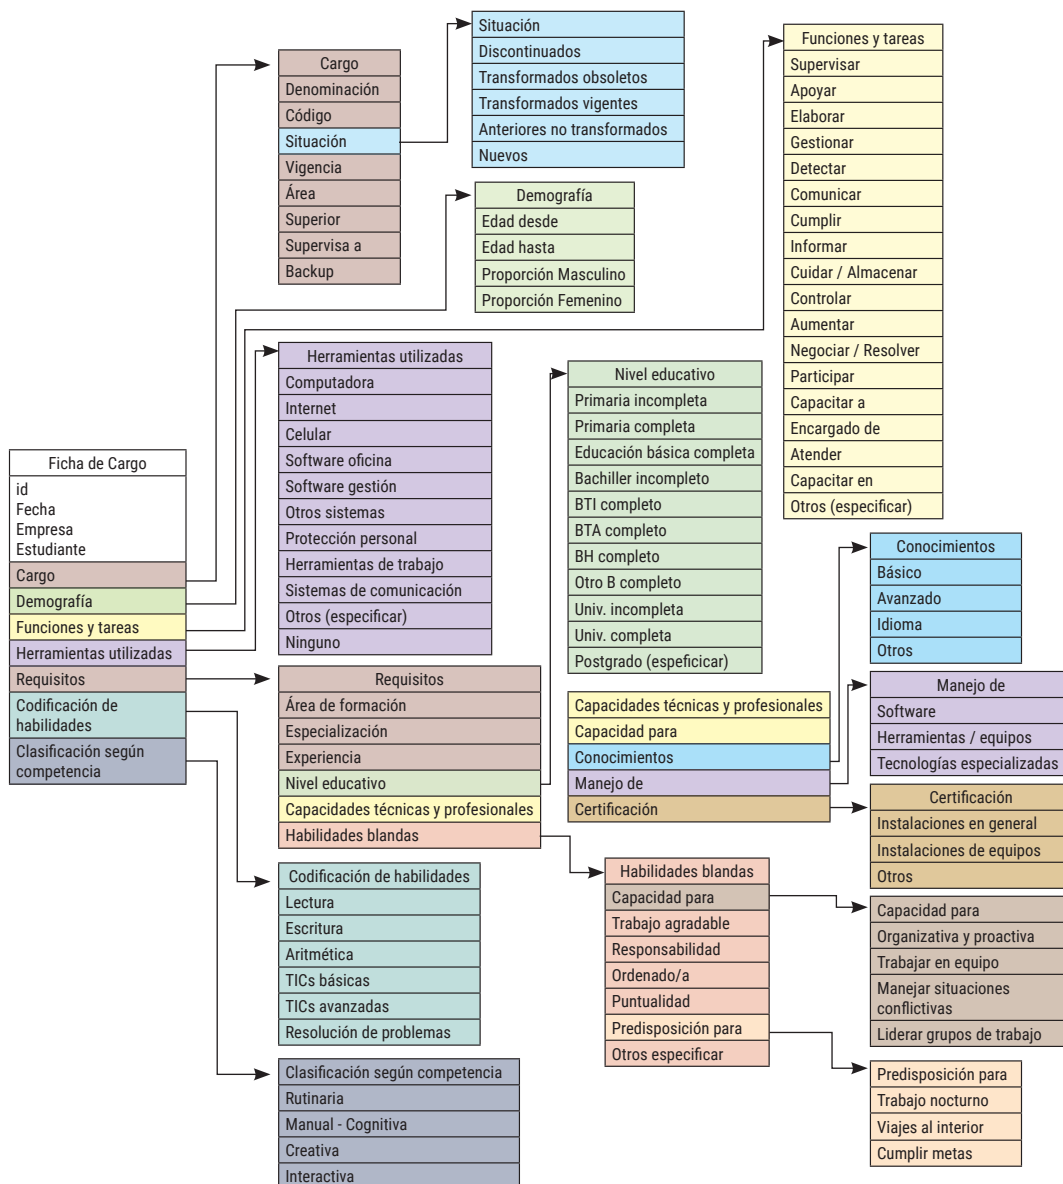 Ficha de Cargo
id
Fecha
Empresa
Estudiante
Cargo
Demografía
Funciones y tareas
Herramientas utilizadas
Requisitos
Codificación de
habilidades
Clasificación según
competencia
Cargo
Denominación
Código
Situación
Vigencia
Área
Superior
Supervisa a
Backup
Situación
Discontinuados
Transformados obsoletos
Transformados vigentes
Anteriores no transformados
Nuevos
Demografía
Edad desde
Edad hasta
Proporción Masculino
Proporción Femenino
Funciones y tareas
Supervisar
Apoyar
Elaborar
Gestionar
Detectar
Comunicar
Cumplir
Informar
Cuidar / Almacenar
Controlar
Aumentar
Negociar / Resolver
Participar
Capacitar a
Encargado de
Atender
Capacitar en
Otros (especificar)
Herramientas utilizadas
Computadora
Internet
Celular
Software oficina
Software gestión
Otros sistemas
Protección personal
Herramientas de trabajo
Sistemas de comunicación
Otros (especificar)
Ninguno
Requisitos
Área de formación
Especialización
Experiencia
Nivel educativo
Capacidades técnicas y profesionales
Habilidades blandas
Nivel educativo
Primaria incompleta
Primaria completa
Educación básica completa
Bachiller incompleto
BTI completo
BTA completo
BH completo
Otro B completo
Univ. incompleta
Univ. completa
Postgrado (espeficicar)
Capacidades técnicas y profesionales
Capacidad para
Conocimientos
Manejo de
Certificación
Conocimientos
Básico
Avanzado
Idioma
Otros
Manejo de
Software
Herramientas / equipos
Tecnologías especializadas
Certificación
Instalaciones en general
Instalaciones de equipos
Otros
Habilidades blandas
Capacidad para
Trabajo agradable
Responsabilidad
Ordenado/a
Puntualidad
Predisposición para
Otros especificar
Capacidad para
Organizativa y proactiva
Trabajar en equipo
Manejar situaciones
conflictivas
Liderar grupos de trabajo
Predisposición para
Trabajo nocturno
Viajes al interior
Cumplir metas
Codificación de habilidades
Lectura
Escritura
Aritmética
TICs básicas
TICs avanzadas
Resolución de problemas
Clasificación según competencia
Rutinaria
Manual - Cognitiva
Creativa
Interactiva